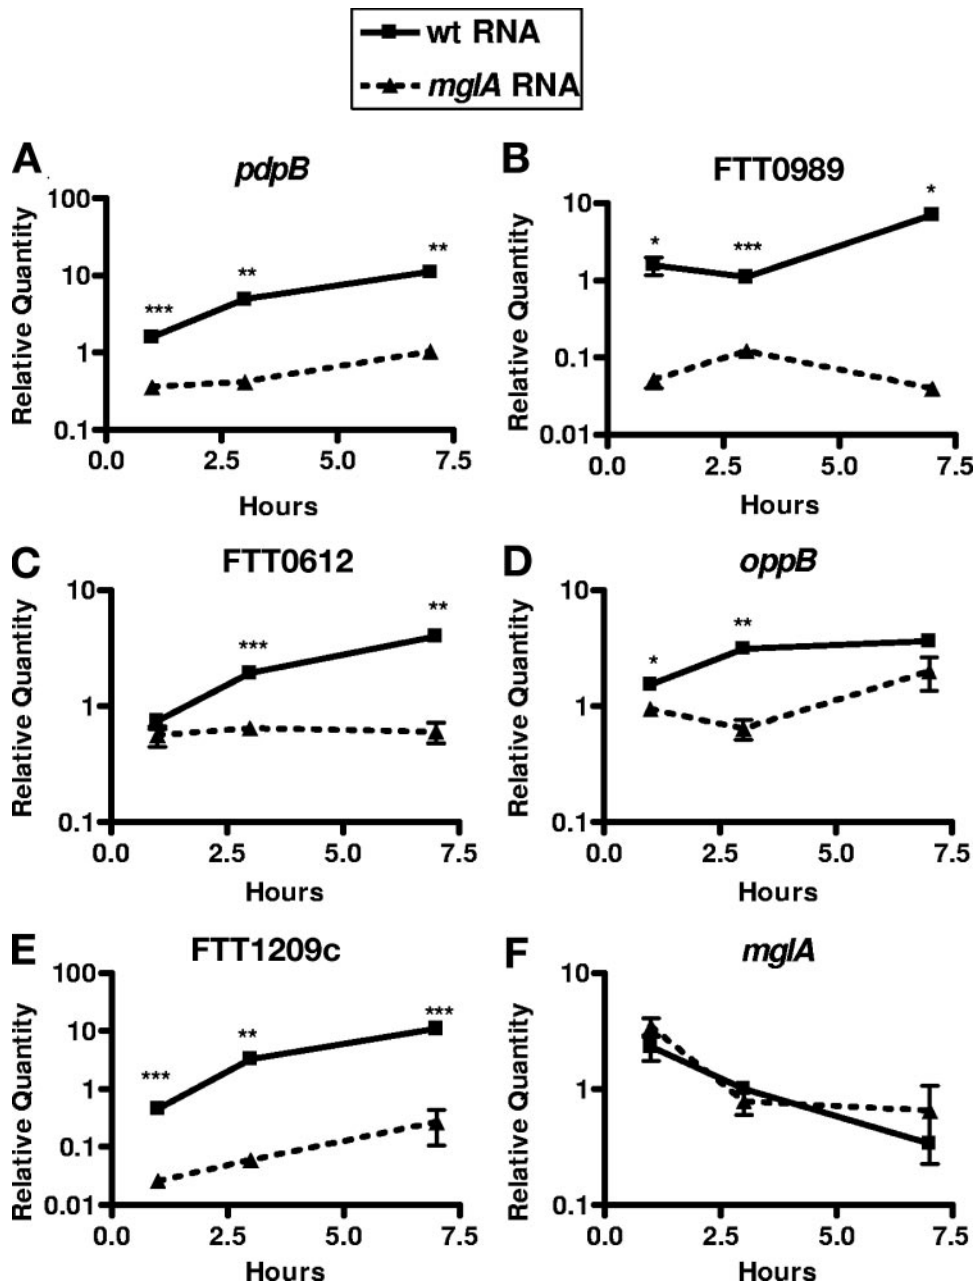 wt RNA
mglA RNA
A
pdpB
Relative Quantity
100
10
1
0.1
***
**
**
0.0 2.5 5.0 7.5
Hours
B
FTT0989
Relative Quantity
10
1
0.1
0.01
*
***
*
0.0 2.5 5.0 7.5
Hours
C
FTT0612
Relative Quantity
10
1
0.1
***
**
0.0 2.5 5.0 7.5
Hours
D
oppB
Relative Quantity
10
1
0.1
*
**
0.0 2.5 5.0 7.5
Hours
E
FTT1209c
Relative Quantity
100
10
1
0.1
0.01
***
**
***
0.0 2.5 5.0 7.5
Hours
F
mglA
Relative Quantity
10
1
0.1
0.0 2.5 5.0 7.5
Hours